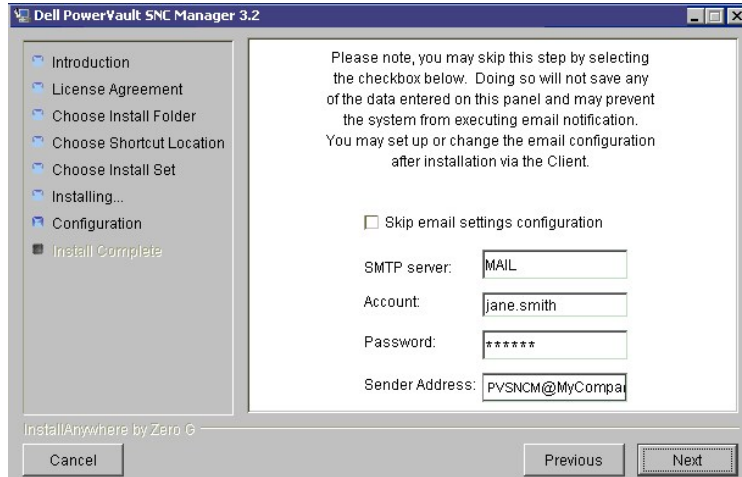 Dell PowerVault SNC Manager 3.2
Introduction
License Agreement
Choose Install Folder
Choose Shortcut Location
Choose Install Set
Installing...
Configuration
Install Complete
Please note, you may skip this step by selecting
the checkbox below. Doing so will not save any
of the data entered on this panel and may prevent
the system from executing email notification.
You may set up or change the email configuration
after installation via the Client.
Skip email settings configuration
SMTP server: MAIL
Account: jane.smith
Password: ******
Sender Address: PVSNCM@MyCompa
InstallAnywhere by Zero G
Cancel Previous Next